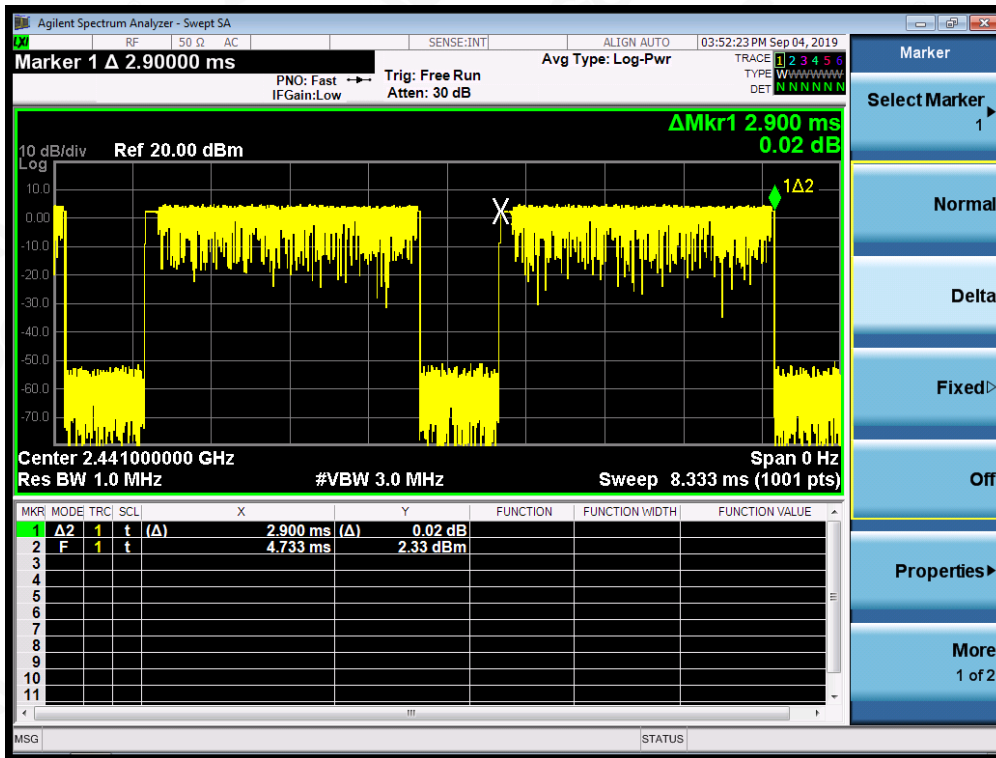 Agilent Spectrum Analyzer - Swept SA
LXI RF 50 Ω AC SENSE:INT ALIGN AUTO 03:52:23 PM Sep 04, 2019
Marker 1 Δ 2.90000 ms
PNO: Fast
IFGain:Low
Trig: Free Run
Atten: 30 dB
Avg Type: Log-Pwr
TRACE 1 2 3 4 5 6
TYPE WWWWWW
DET N N N N N N
ΔMkr1 2.900 ms
0.02 dB
10 dB/div Ref 20.00 dBm
Log
10.0
0.00
-10.0
-20.0
-30.0
-40.0
-50.0
-60.0
-70.0
X
1Δ2
Center 2.441000000 GHz Span 0 Hz
Res BW 1.0 MHz #VBW 3.0 MHz Sweep 8.333 ms (1001 pts)
MKR MODE TRC SCL X Y FUNCTION FUNCTION WIDTH FUNCTION VALUE
1 Δ2 1 t (Δ) 2.900 ms (Δ) 0.02 dB
2 F 1 t 4.733 ms 2.33 dBm
3
4
5
6
7
8
9
10
11
MSG STATUS
Marker
Select Marker
1
Normal
Delta
Fixed
Off
Properties
More
1 of 2